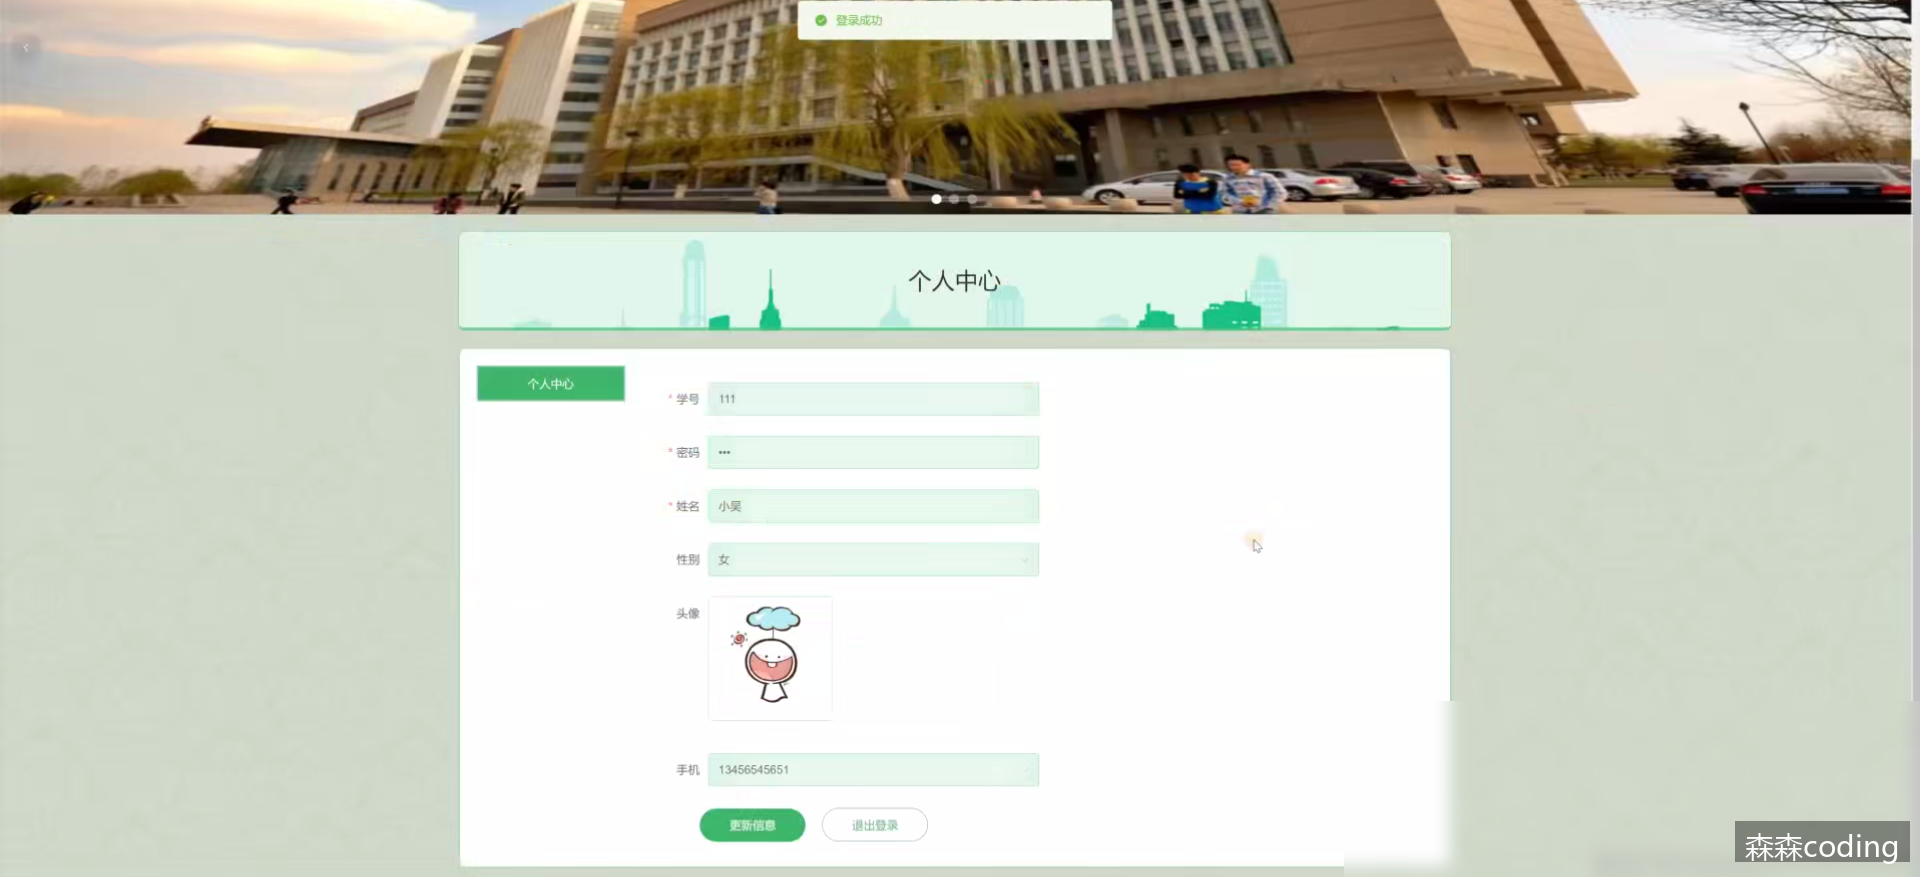 登录成功
个人中心
个人中心
* 学号 111
* 密码 •••
* 姓名 小吴
性别 女
头像
手机 13456545651
更新信息 退出登录
森森coding